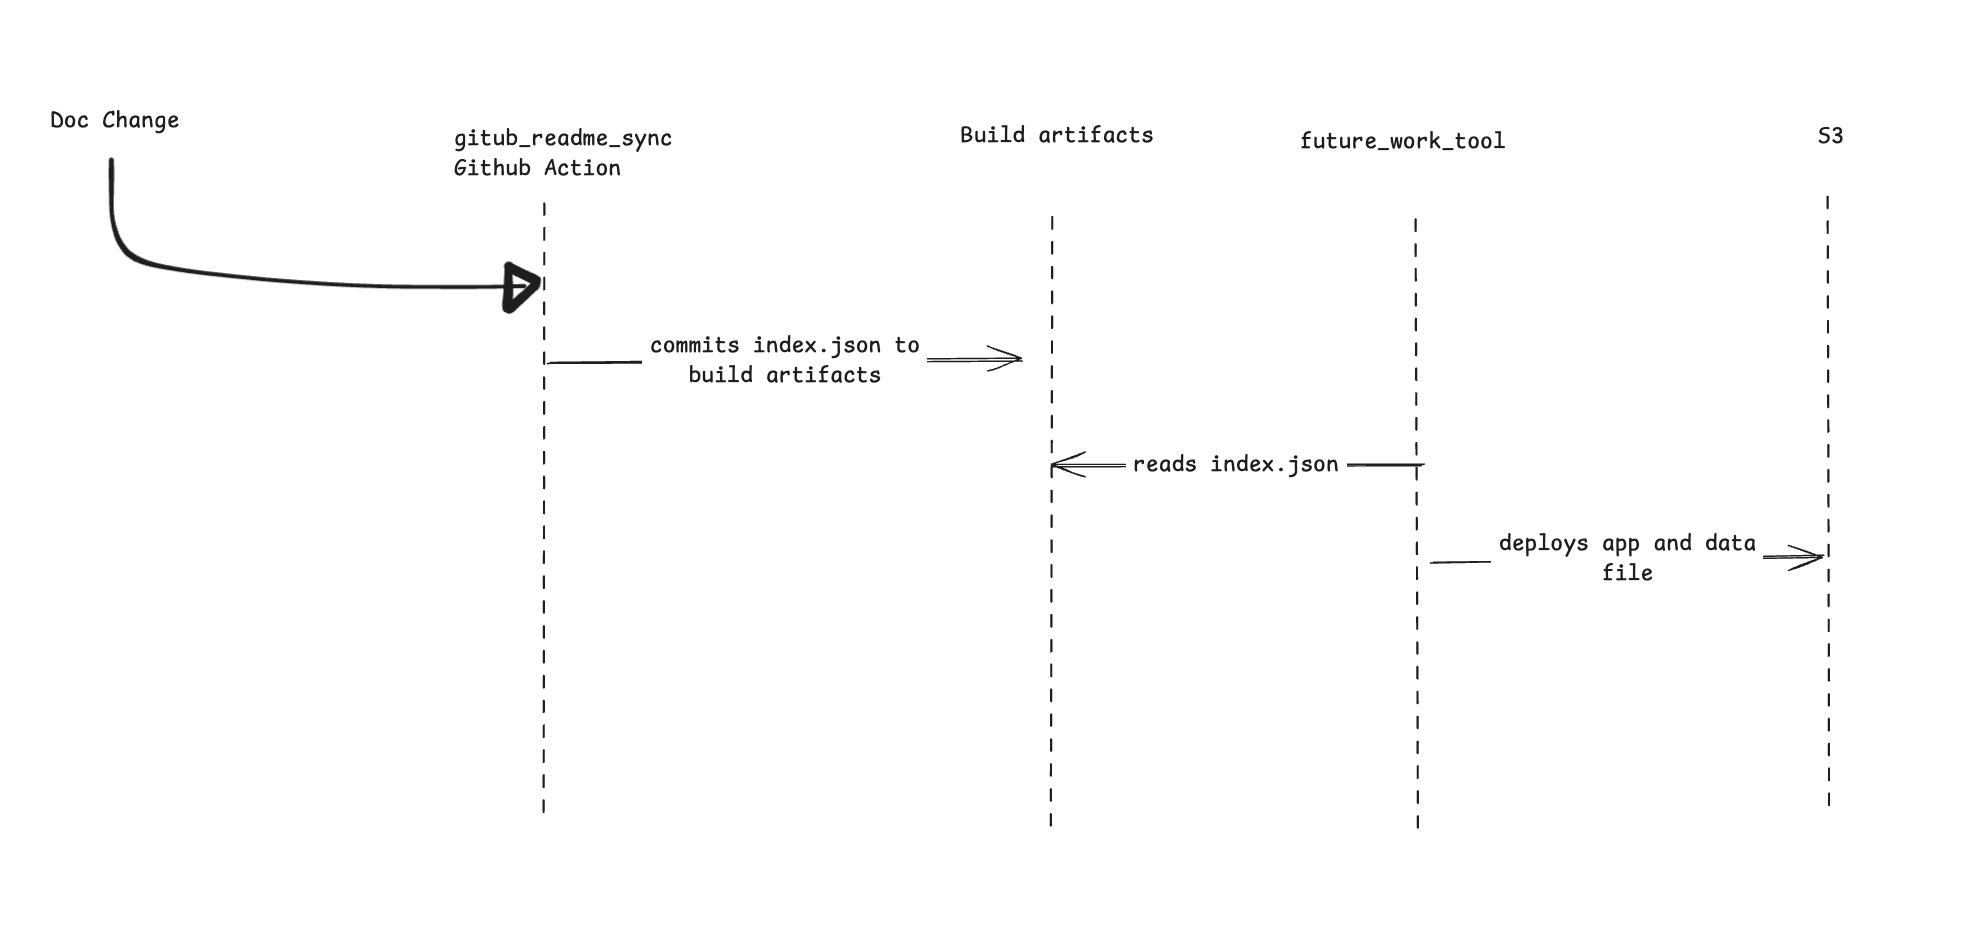 Doc Change
gitub_readme_sync
Github Action
Build artifacts
future_work_tool
S3
commits index.json to
build artifacts
reads index.json
deploys app and data
file